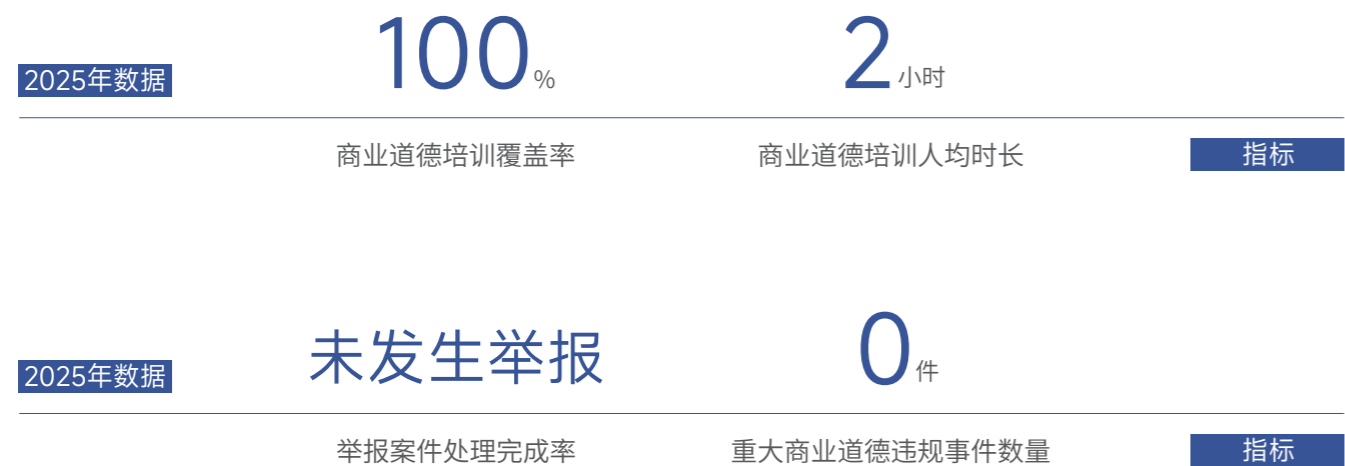 2025年数据 100% 2小时
商业道德培训覆盖率 商业道德培训人均时长 指标
2025年数据 未发生举报 0件
举报案件处理完成率 重大商业道德违规事件数量 指标